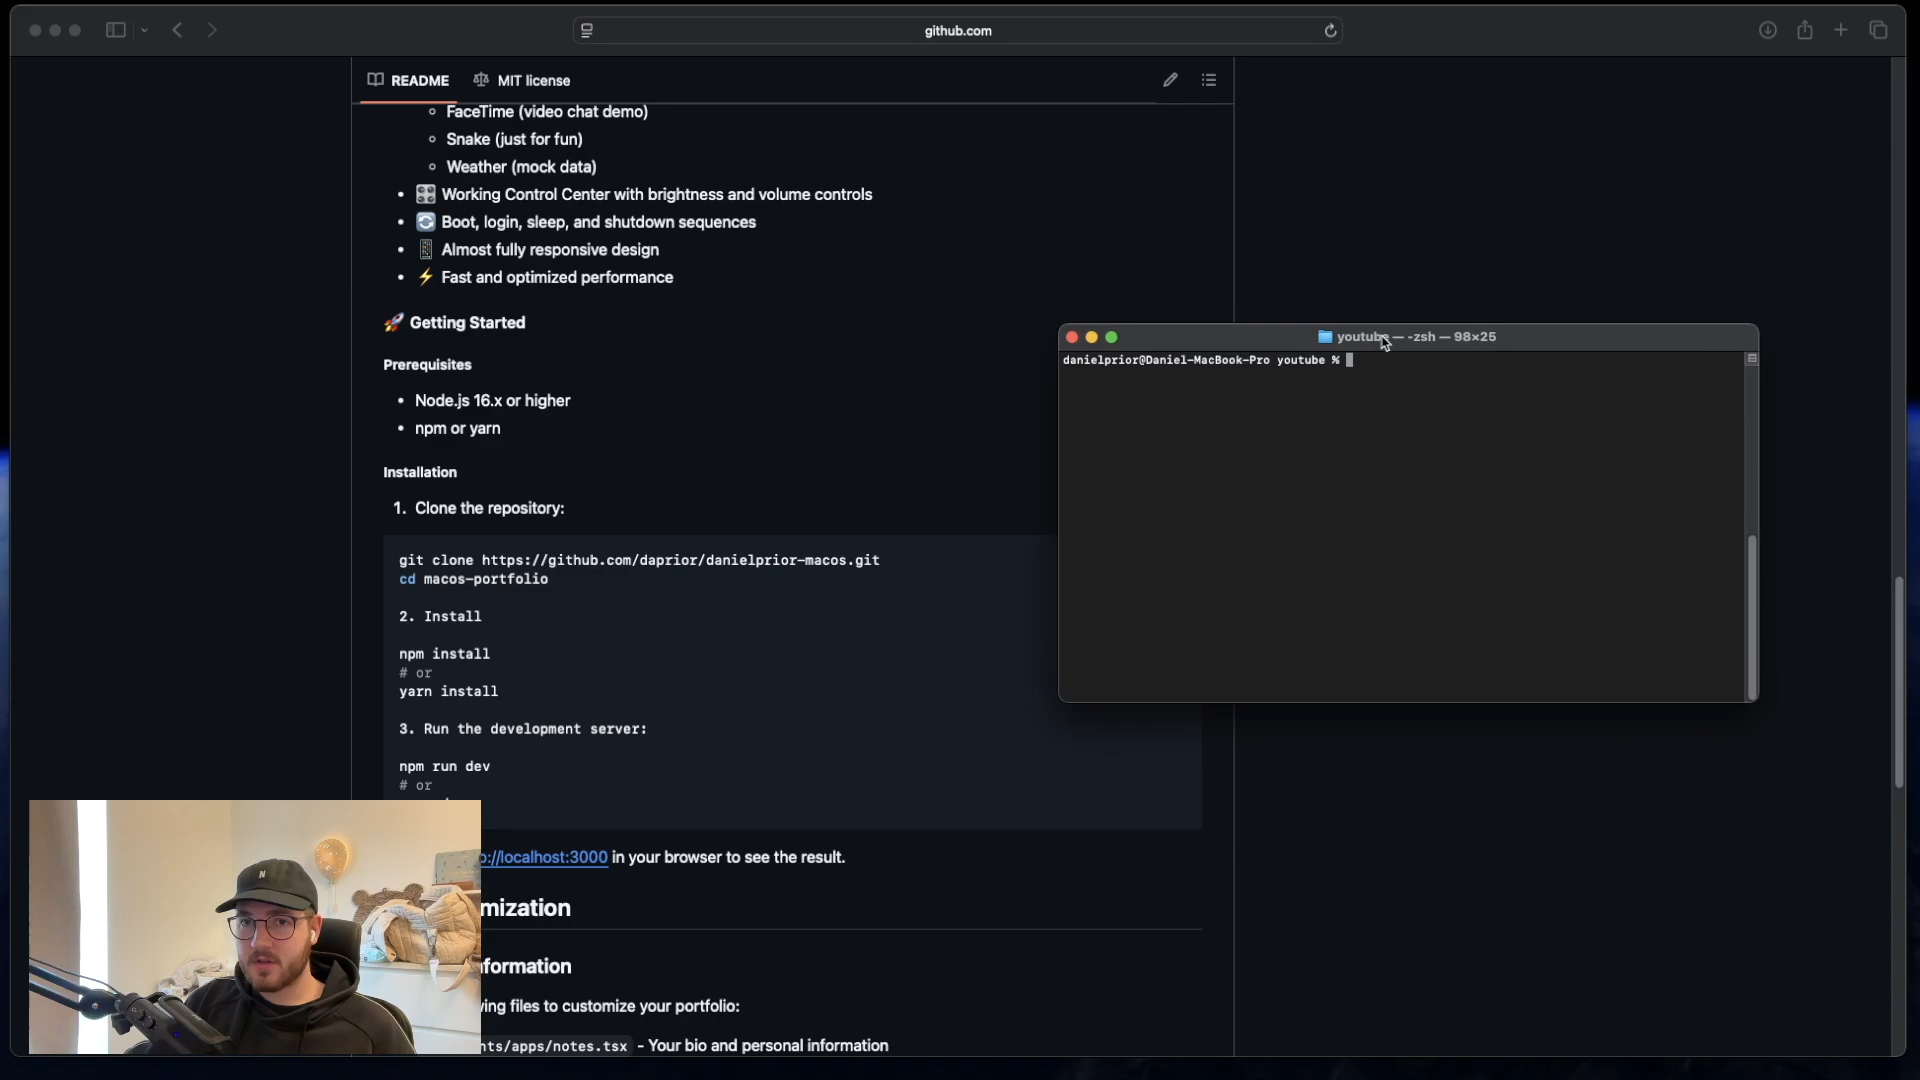 github.com
README MIT license
FaceTime (video chat demo)
Snake (just for fun)
Weather (mock data)
Working Control Center with brightness and volume controls
Boot, login, sleep, and shutdown sequences
Almost fully responsive design
⚡ Fast and optimized performance
🚀 Getting Started
Prerequisites
Node.js 16.x or higher
npm or yarn
Installation
1. Clone the repository:
git clone https://github.com/daprior/danielprior-macos.git
cd macos-portfolio
2. Install
npm install
# or
yarn install
3. Run the development server:
npm run dev
# or
p://localhost:3000 in your browser to see the result.
mization
formation
ving files to customize your portfolio:
nts/apps/notes.tsx - Your bio and personal information
youtube — -zsh — 98×25
danielprior@Daniel-MacBook-Pro youtube %
N